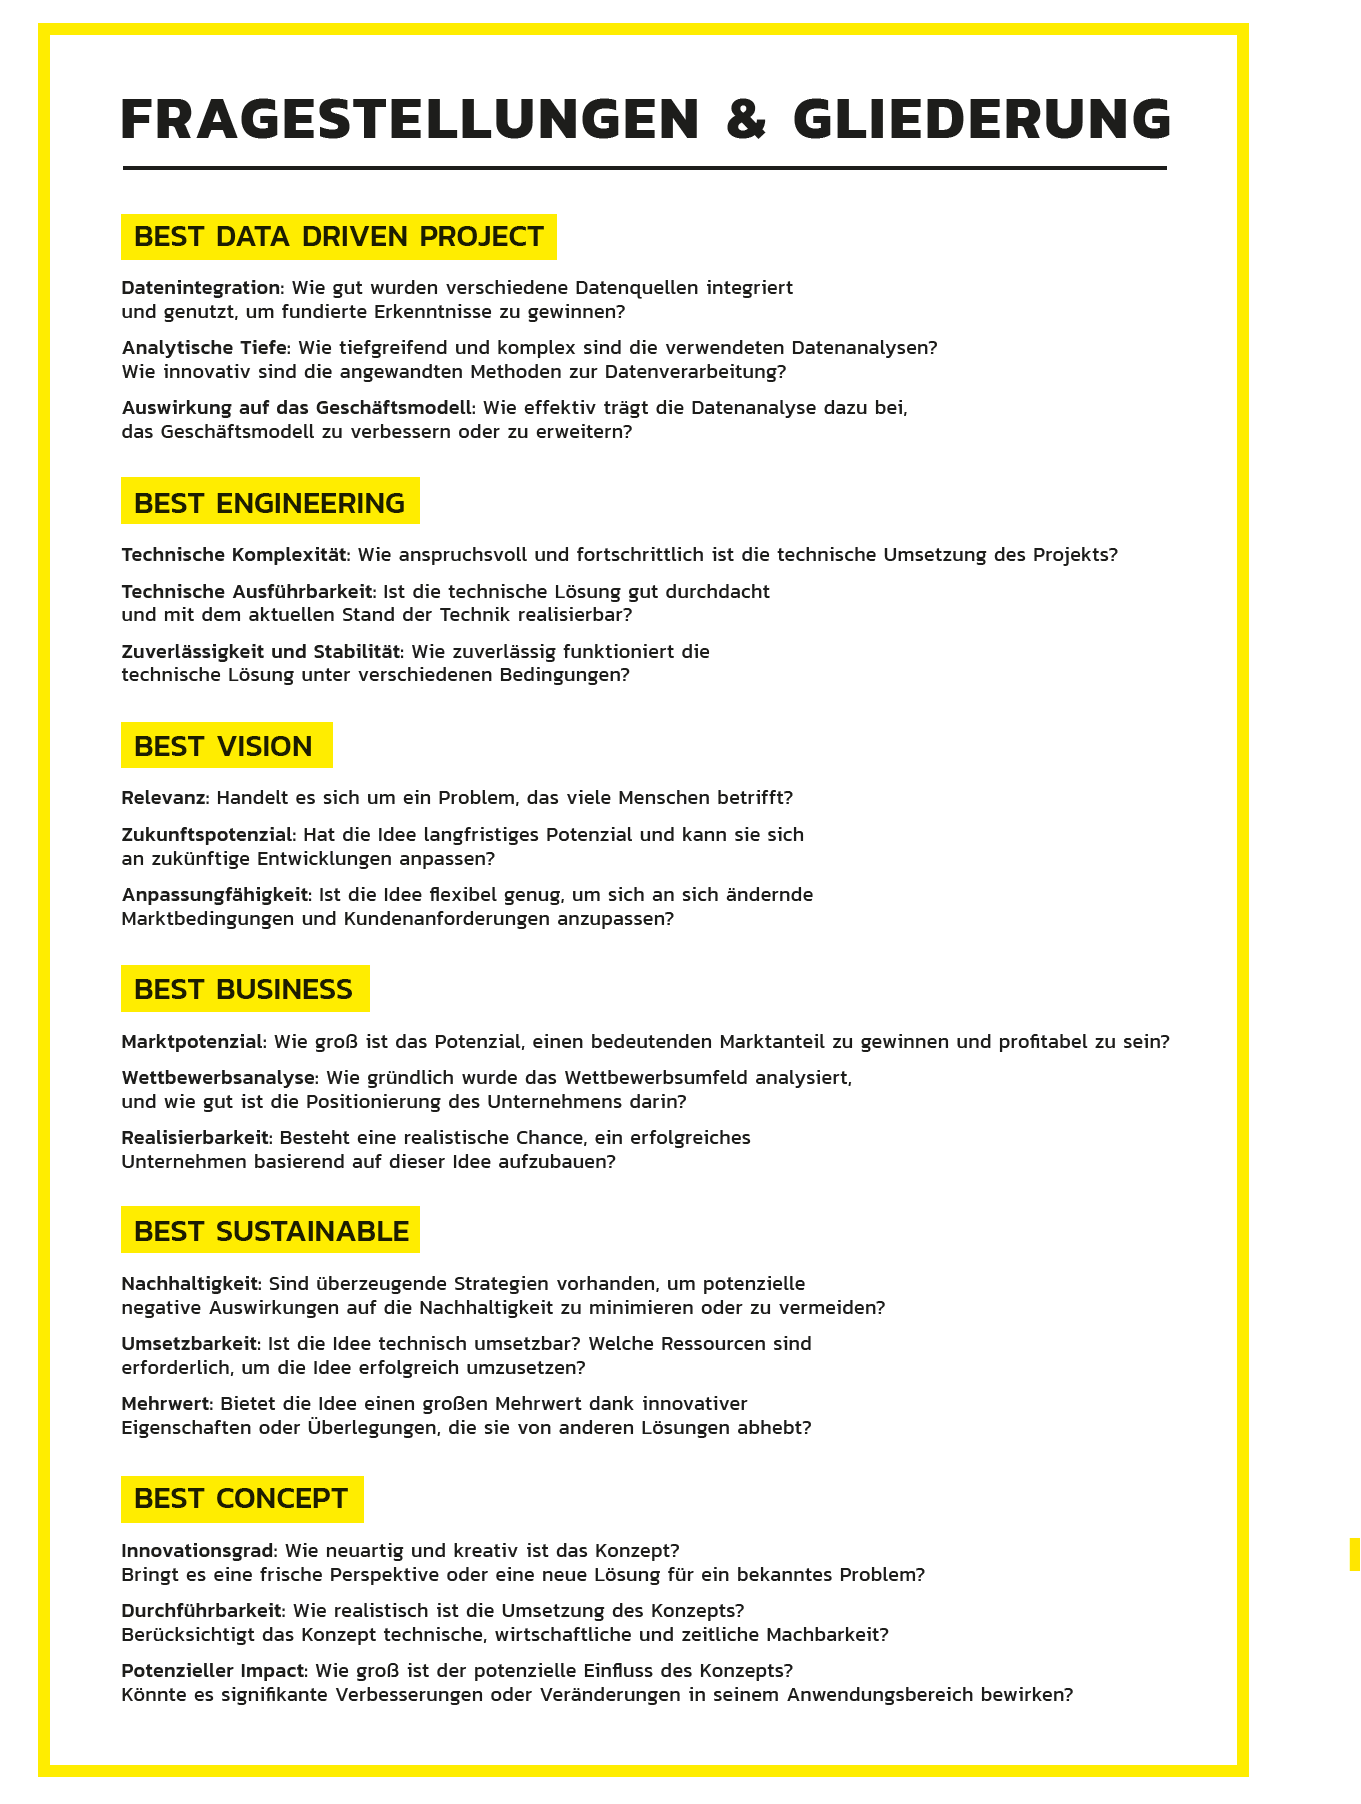 FRAGESTELLUNGEN & GLIEDERUNG
BEST DATA DRIVEN PROJECT
Datenintegration: Wie gut wurden verschiedene Datenquellen integriert
und genutzt, um fundierte Erkenntnisse zu gewinnen?
Analytische Tiefe: Wie tiefgreifend und komplex sind die verwendeten Datenanalysen?
Wie innovativ sind die angewandten Methoden zur Datenverarbeitung?
Auswirkung auf das Geschäftsmodell: Wie effektiv trägt die Datenanalyse dazu bei,
das Geschäftsmodell zu verbessern oder zu erweitern?
BEST ENGINEERING
Technische Komplexität: Wie anspruchsvoll und fortschrittlich ist die technische Umsetzung des Projekts?
Technische Ausführbarkeit: Ist die technische Lösung gut durchdacht
und mit dem aktuellen Stand der Technik realisierbar?
Zuverlässigkeit und Stabilität: Wie zuverlässig funktioniert die
technische Lösung unter verschiedenen Bedingungen?
BEST VISION
Relevanz: Handelt es sich um ein Problem, das viele Menschen betrifft?
Zukunftspotenzial: Hat die Idee langfristiges Potenzial und kann sie sich
an zukünftige Entwicklungen anpassen?
Anpassungfähigkeit: Ist die Idee flexibel genug, um sich an sich ändernde
Marktbedingungen und Kundenanforderungen anzupassen?
BEST BUSINESS
Marktpotenzial: Wie groß ist das Potenzial, einen bedeutenden Marktanteil zu gewinnen und profitabel zu sein?
Wettbewerbsanalyse: Wie gründlich wurde das Wettbewerbsumfeld analysiert,
und wie gut ist die Positionierung des Unternehmens darin?
Realisierbarkeit: Besteht eine realistische Chance, ein erfolgreiches
Unternehmen basierend auf dieser Idee aufzubauen?
BEST SUSTAINABLE
Nachhaltigkeit: Sind überzeugende Strategien vorhanden, um potenzielle
negative Auswirkungen auf die Nachhaltigkeit zu minimieren oder zu vermeiden?
Umsetzbarkeit: Ist die Idee technisch umsetzbar? Welche Ressourcen sind
erforderlich, um die Idee erfolgreich umzusetzen?
Mehrwert: Bietet die Idee einen großen Mehrwert dank innovativer
Eigenschaften oder Überlegungen, die sie von anderen Lösungen abhebt?
BEST CONCEPT
Innovationsgrad: Wie neuartig und kreativ ist das Konzept?
Bringt es eine frische Perspektive oder eine neue Lösung für ein bekanntes Problem?
Durchführbarkeit: Wie realistisch ist die Umsetzung des Konzepts?
Berücksichtigt das Konzept technische, wirtschaftliche und zeitliche Machbarkeit?
Potenzieller Impact: Wie groß ist der potenzielle Einfluss des Konzepts?
Könnte es signifikante Verbesserungen oder Veränderungen in seinem Anwendungsbereich bewirken?